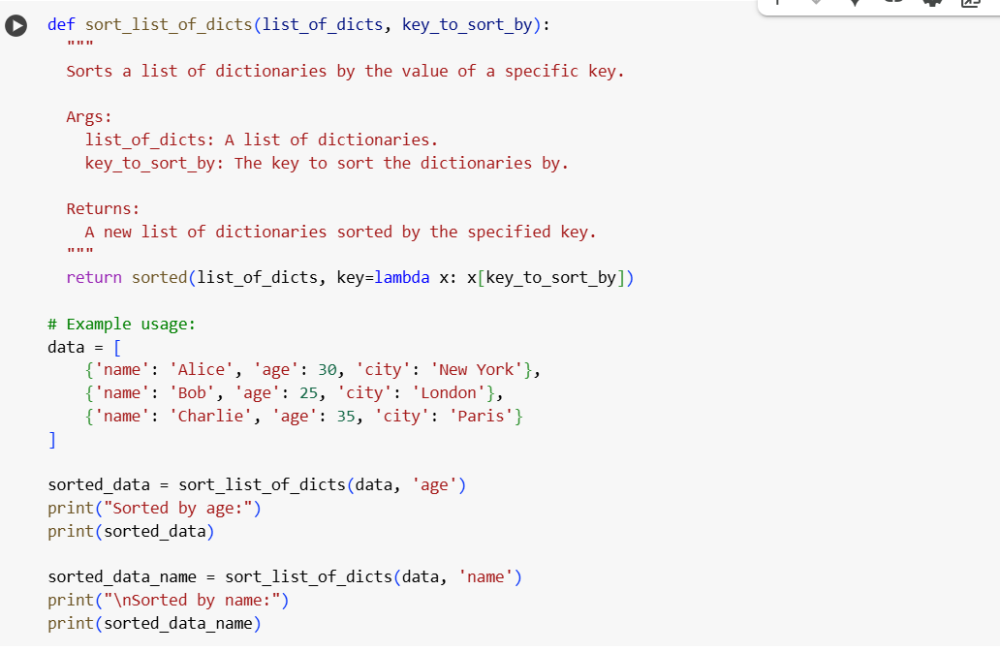 def sort_list_of_dicts(list_of_dicts, key_to_sort_by):
  """
  Sorts a list of dictionaries by the value of a specific key.

  Args:
    list_of_dicts: A list of dictionaries.
    key_to_sort_by: The key to sort the dictionaries by.

  Returns:
    A new list of dictionaries sorted by the specified key.
  """
  return sorted(list_of_dicts, key=lambda x: x[key_to_sort_by])

# Example usage:
data = [
    {'name': 'Alice', 'age': 30, 'city': 'New York'},
    {'name': 'Bob', 'age': 25, 'city': 'London'},
    {'name': 'Charlie', 'age': 35, 'city': 'Paris'}
]

sorted_data = sort_list_of_dicts(data, 'age')
print("Sorted by age:")
print(sorted_data)

sorted_data_name = sort_list_of_dicts(data, 'name')
print("\nSorted by name:")
print(sorted_data_name)